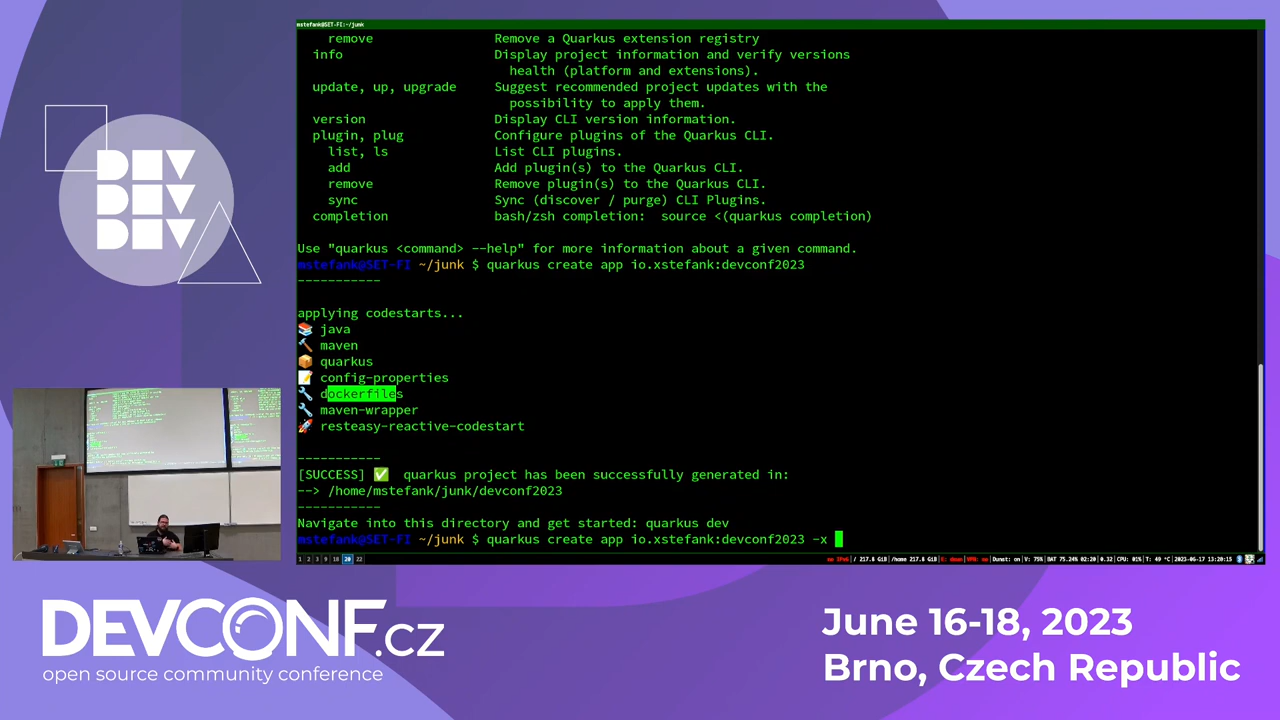 mstefank@SET-FI:~/junk
remove Remove a Quarkus extension registry
info Display project information and verify versions
health (platform and extensions).
update, up, upgrade Suggest recommended project updates with the
possibility to apply them.
version Display CLI version information.
plugin, plug Configure plugins of the Quarkus CLI.
list, ls List CLI plugins.
add Add plugin(s) to the Quarkus CLI.
remove Remove plugin(s) to the Quarkus CLI.
sync Sync (discover / purge) CLI Plugins.
completion bash/zsh completion: source <(quarkus completion)
Use "quarkus <command> --help" for more information about a given command.
mstefank@SET-FI ~/junk $ quarkus create app io.xstefank:devconf2023
-----------
applying codestarts...
📚 java
🔨 maven
📦 quarkus
📝 config-properties
🔧 dockerfiles
🔧 maven-wrapper
🚀 resteasy-reactive-codestart
-----------
[SUCCESS] ✅ quarkus project has been successfully generated in:
--> /home/mstefank/junk/devconf2023
-----------
Navigate into this directory and get started: quarkus dev
mstefank@SET-FI ~/junk $ quarkus create app io.xstefank:devconf2023 -x
DEV
DEV
DEV
DEVCONF.cz
open source community conference
June 16-18, 2023
Brno, Czech Republic